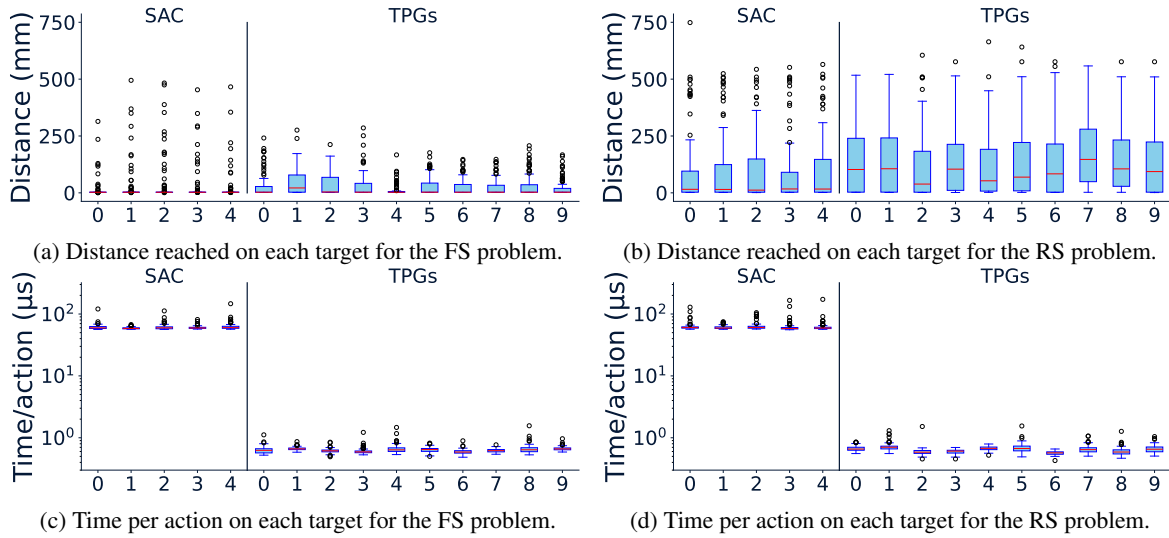 SAC TPGs
Distance (mm)
750
500
250
0
0 1 2 3 4 0 1 2 3 4 5 6 7 8 9
(a) Distance reached on each target for the FS problem.
SAC TPGs
Distance (mm)
750
500
250
0
0 1 2 3 4 0 1 2 3 4 5 6 7 8 9
(b) Distance reached on each target for the RS problem.
SAC TPGs
Time/action (µs)
10²
10¹
10⁰
0 1 2 3 4 0 1 2 3 4 5 6 7 8 9
(c) Time per action on each target for the FS problem.
SAC TPGs
Time/action (µs)
10²
10¹
10⁰
0 1 2 3 4 0 1 2 3 4 5 6 7 8 9
(d) Time per action on each target for the RS problem.